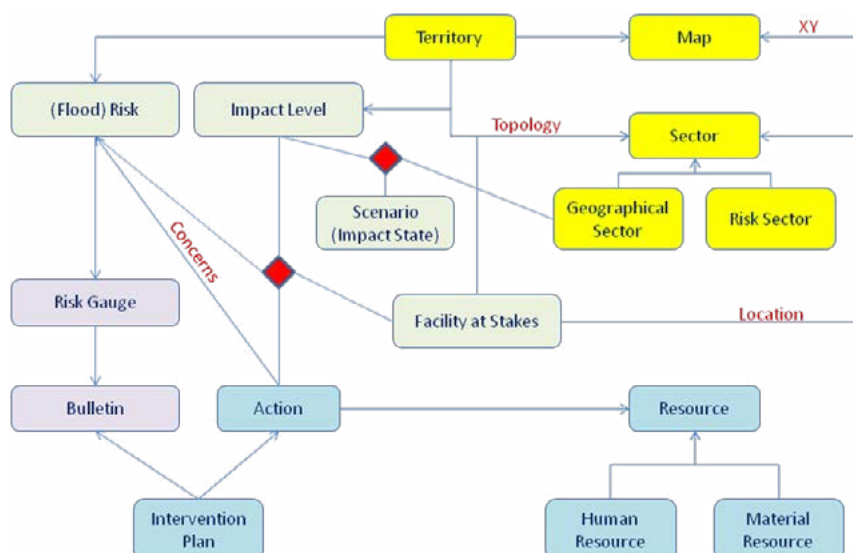 Territory
Map
XY
(Flood) Risk
Impact Level
Topology
Sector
Scenario
(Impact State)
Geographical
Sector
Risk Sector
Concerns
Risk Gauge
Facility at Stakes
Location
Bulletin
Action
Resource
Intervention
Plan
Human
Resource
Material
Resource